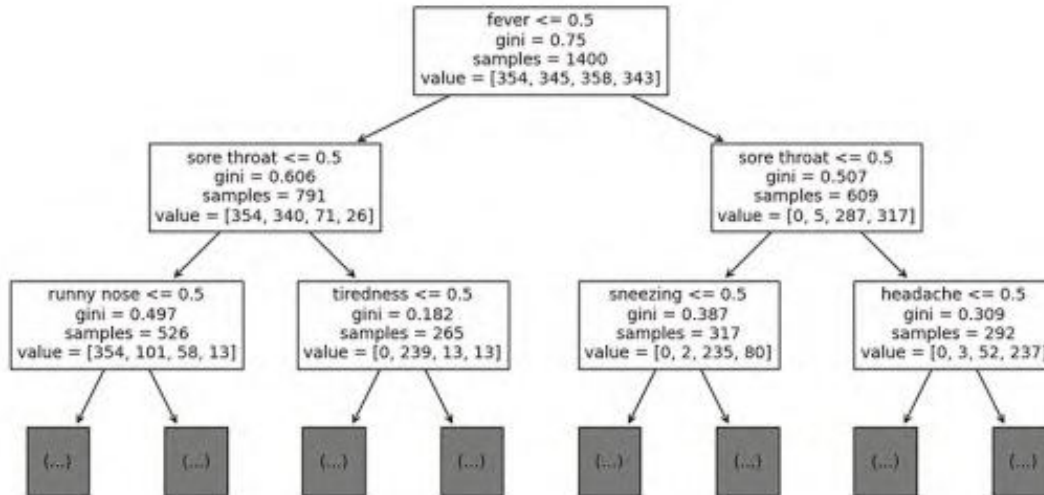 fever <= 0.5
gini = 0.75
samples = 1400
value = [354, 345, 358, 343]
sore throat <= 0.5
gini = 0.606
samples = 791
value = [354, 340, 71, 26]
sore throat <= 0.5
gini = 0.507
samples = 609
value = [0, 5, 287, 317]
runny nose <= 0.5
gini = 0.497
samples = 526
value = [354, 101, 58, 13]
tiredness <= 0.5
gini = 0.182
samples = 265
value = [0, 239, 13, 13]
sneezing <= 0.5
gini = 0.387
samples = 317
value = [0, 2, 235, 80]
headache <= 0.5
gini = 0.309
samples = 292
value = [0, 3, 52, 237]
(...)
(...)
(...)
(...)
(...)
(...)
(...)
(...)